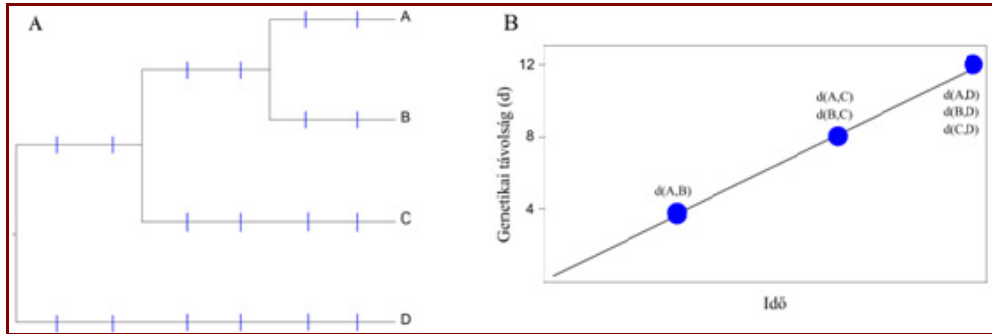 A
A
B
C
D
B
Genetikai távolság (d)
12
8
4
d(A,B)
d(A,C)
d(B,C)
d(A,D)
d(B,D)
d(C,D)
Idő